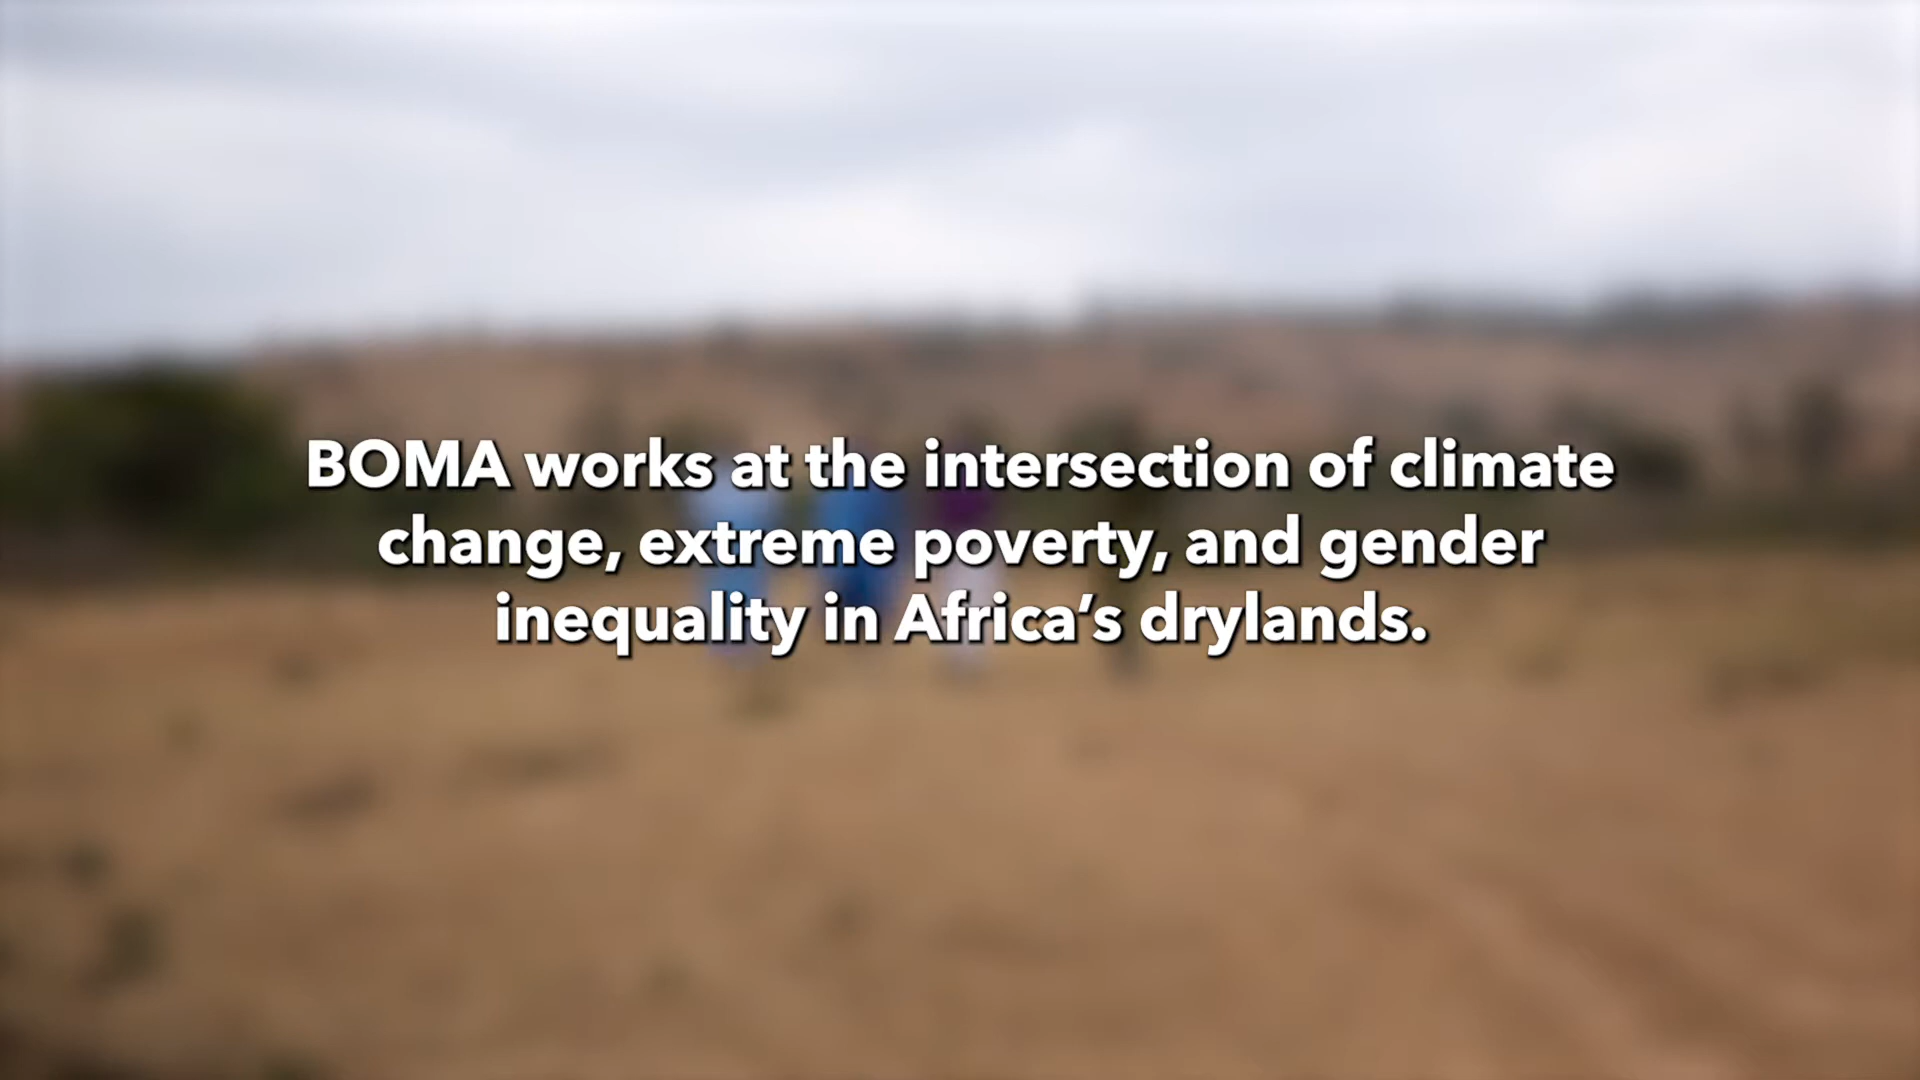 BOMA works at the intersection of climate
change, extreme poverty, and gender
inequality in Africa’s drylands.